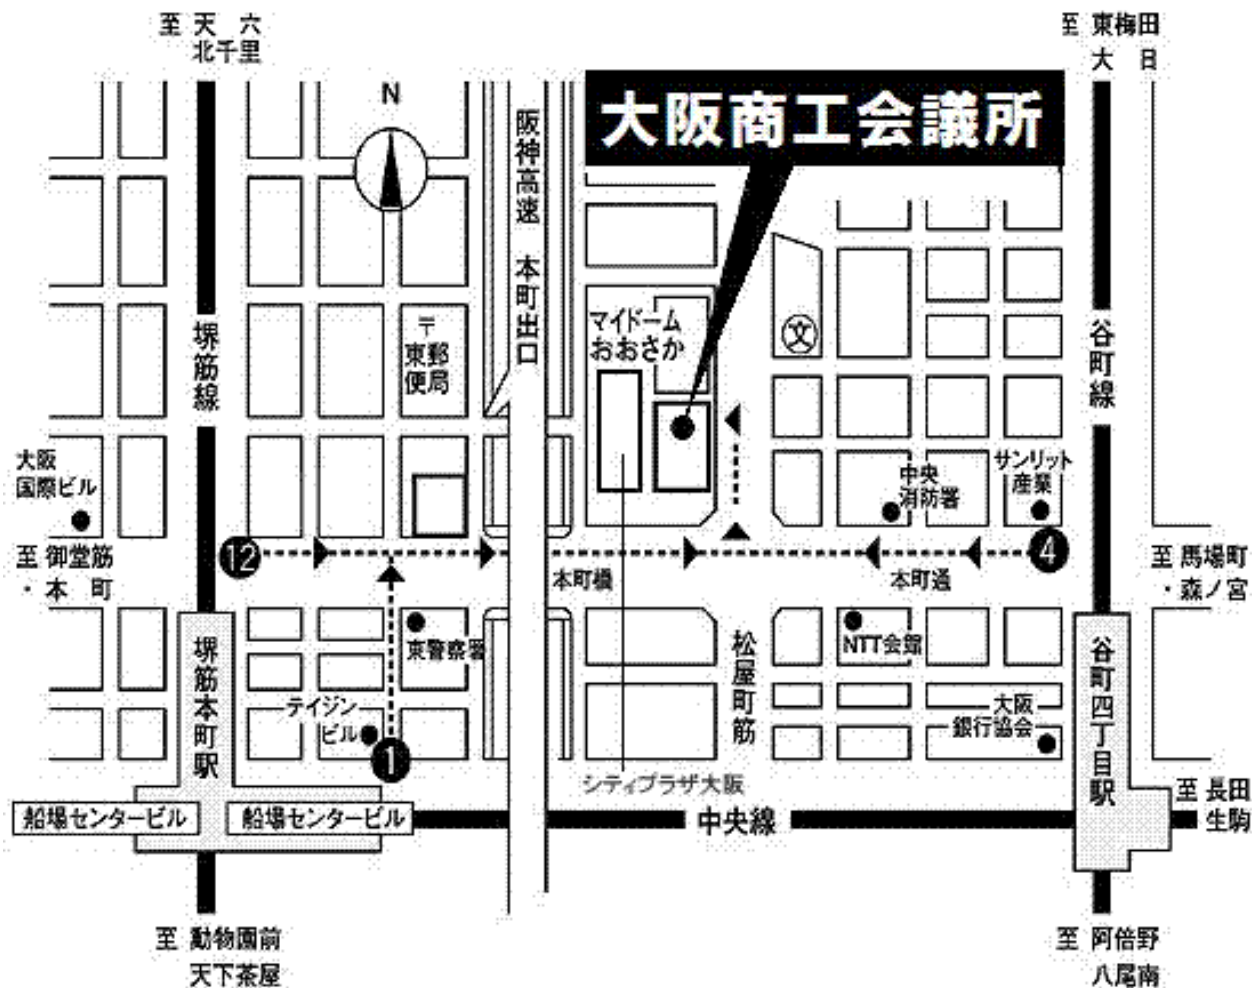 至 天 六
北千里
至 東梅田
大 日
N
大阪商工会議所
阪神高速 本町出口
堺筋線
谷町線
〒
東郵
便局
マイドーム
おおさか
文
大阪
国際ビル
中央
消防署
サンリット
産業
至 御堂筋
・本 町
12
4
本町橋
本町通
至 馬場町
・森ノ宮
東警察署
NTT会館
松屋町筋
堺筋本町駅
谷町四丁目駅
テイジン
ビル
1
大阪
銀行協会
シティプラザ大阪
船場センタービル
船場センタービル
中央線
至 長田
生駒
至 動物園前
天下茶屋
至 阿倍野
八尾南